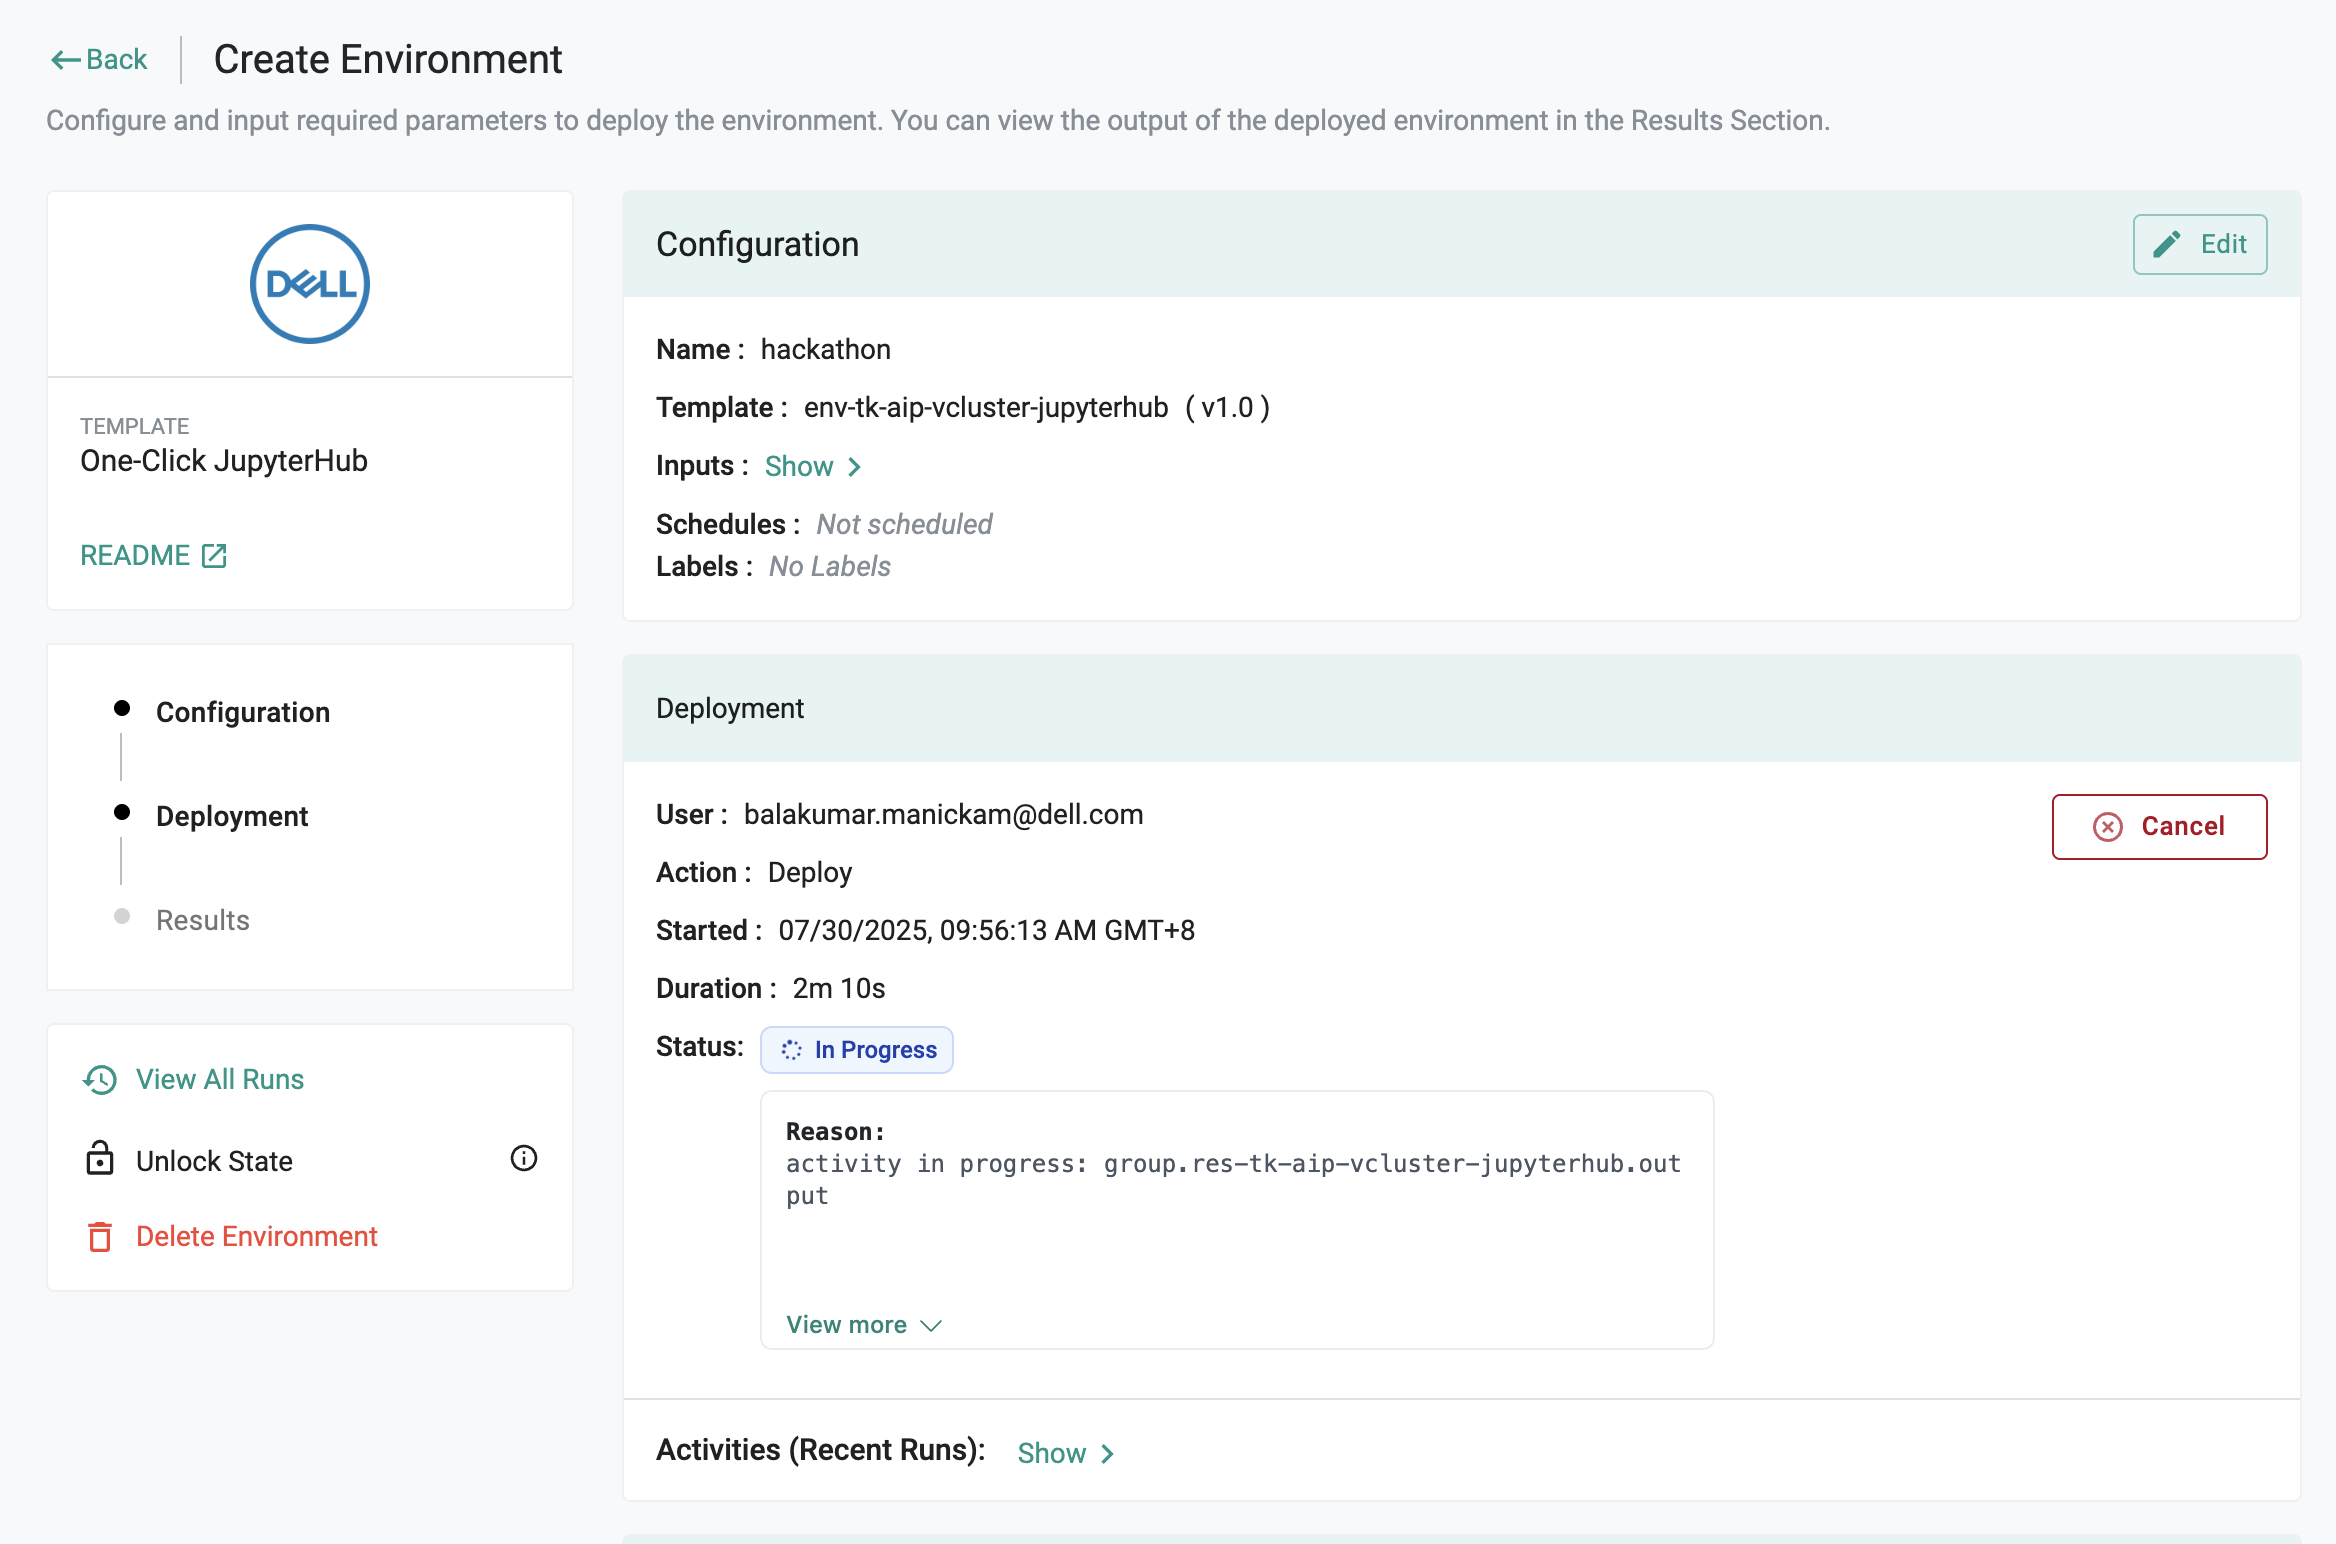 Back
Create Environment
Configure and input required parameters to deploy the environment. You can view the output of the deployed environment in the Results Section.
DELL
TEMPLATE
One-Click JupyterHub
README
Configuration
Deployment
Results
View All Runs
Unlock State
Delete Environment
Configuration
Edit
Name : hackathon
Template : env-tk-aip-vcluster-jupyterhub ( v1.0 )
Inputs : Show
Schedules : Not scheduled
Labels : No Labels
Deployment
User : balakumar.manickam@dell.com
Cancel
Action : Deploy
Started : 07/30/2025, 09:56:13 AM GMT+8
Duration : 2m 10s
Status: In Progress
Reason:
activity in progress: group.res-tk-aip-vcluster-jupyterhub.out
put
View more
Activities (Recent Runs): Show